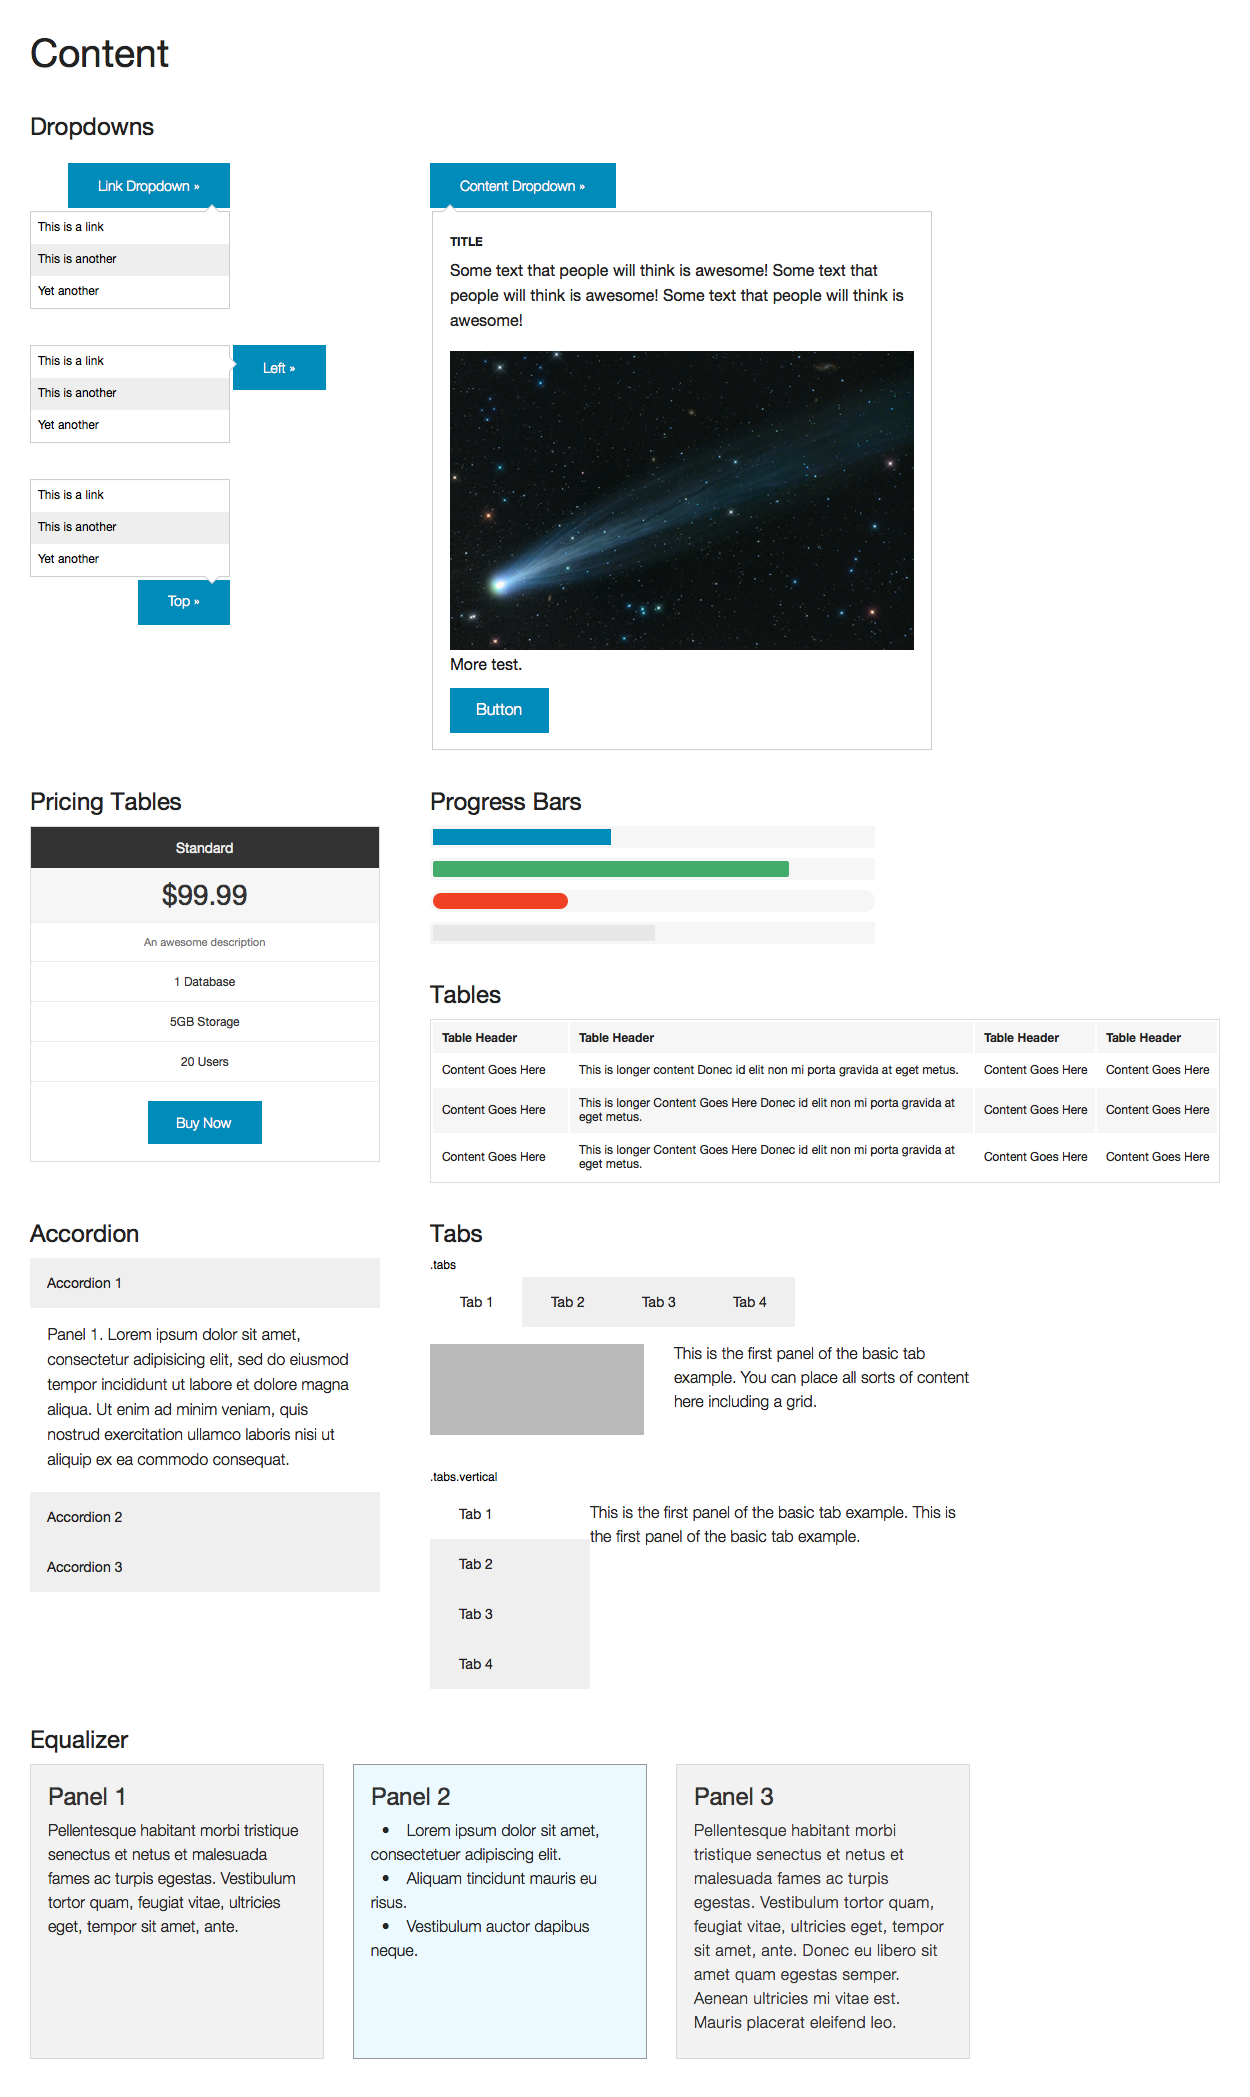 Content
Dropdowns
Link Dropdown »
This is a link
This is another
Yet another
This is a link
This is another
Yet another
Left »
This is a link
This is another
Yet another
Top »
Content Dropdown »
TITLE
Some text that people will think is awesome! Some text that
people will think is awesome! Some text that people will think is
awesome!
More test.
Button
Pricing Tables
Standard
$99.99
An awesome description
1 Database
5GB Storage
20 Users
Buy Now
Progress Bars
Tables
Table Header Table Header Table Header Table Header
Content Goes Here This is longer content Donec id elit non mi porta gravida at eget metus. Content Goes Here Content Goes Here
Content Goes Here This is longer Content Goes Here Donec id elit non mi porta gravida at
eget metus. Content Goes Here Content Goes Here
Content Goes Here This is longer Content Goes Here Donec id elit non mi porta gravida at
eget metus. Content Goes Here Content Goes Here
Accordion
Accordion 1
Panel 1. Lorem ipsum dolor sit amet,
consectetur adipisicing elit, sed do eiusmod
tempor incididunt ut labore et dolore magna
aliqua. Ut enim ad minim veniam, quis
nostrud exercitation ullamco laboris nisi ut
aliquip ex ea commodo consequat.
Accordion 2
Accordion 3
Tabs
.tabs
Tab 1 Tab 2 Tab 3 Tab 4
This is the first panel of the basic tab
example. You can place all sorts of content
here including a grid.
.tabs.vertical
Tab 1
Tab 2
Tab 3
Tab 4
This is the first panel of the basic tab example. This is
the first panel of the basic tab example.
Equalizer
Panel 1
Pellentesque habitant morbi tristique
senectus et netus et malesuada
fames ac turpis egestas. Vestibulum
tortor quam, feugiat vitae, ultricies
eget, tempor sit amet, ante.
Panel 2
• Lorem ipsum dolor sit amet,
consectetuer adipiscing elit.
• Aliquam tincidunt mauris eu
risus.
• Vestibulum auctor dapibus
neque.
Panel 3
Pellentesque habitant morbi
tristique senectus et netus et
malesuada fames ac turpis
egestas. Vestibulum tortor quam,
feugiat vitae, ultricies eget, tempor
sit amet, ante. Donec eu libero sit
amet quam egestas semper.
Aenean ultricies mi vitae est.
Mauris placerat eleifend leo.